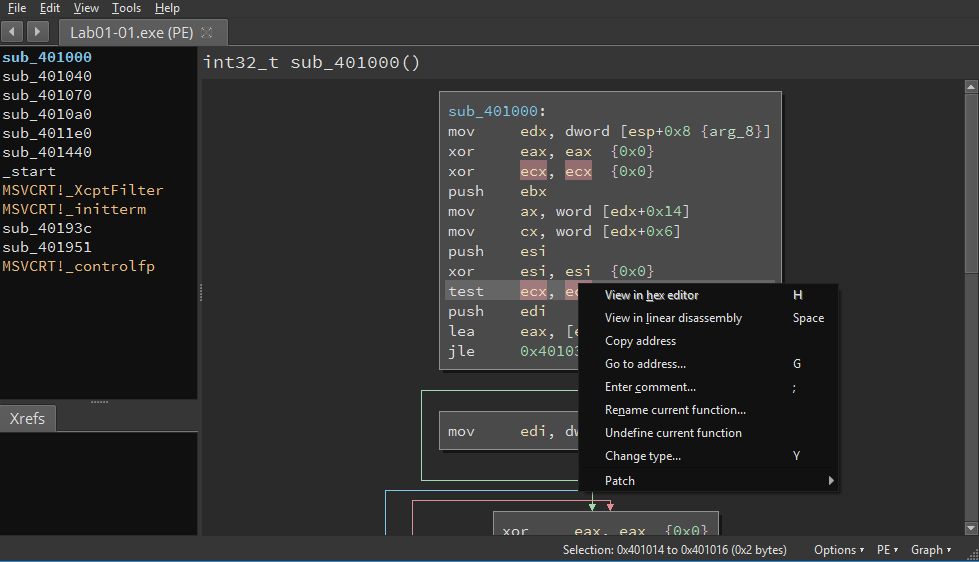 File Edit View Tools Help
Lab01-01.exe (PE)
sub_401000
sub_401040
sub_401070
sub_4010a0
sub_4011e0
sub_401440
_start
MSVCRT!_XcptFilter
MSVCRT!_initterm
sub_40193c
sub_401951
MSVCRT!_controlfp
Xrefs
int32_t sub_401000()
sub_401000:
mov edx, dword [esp+0x8 {arg_8}]
xor eax, eax {0x0}
xor ecx, ecx {0x0}
push ebx
mov ax, word [edx+0x14]
mov cx, word [edx+0x6]
push esi
xor esi, esi {0x0}
test ecx,
push edi
lea eax,
jle
mov edi,
xor eax, eax {0x0}
View in hex editor H
View in linear disassembly Space
Copy address
Go to address... G
Enter comment... ;
Rename current function...
Undefine current function
Change type... Y
Patch
Selection: 0x401014 to 0x401016 (0x2 bytes) Options PE Graph